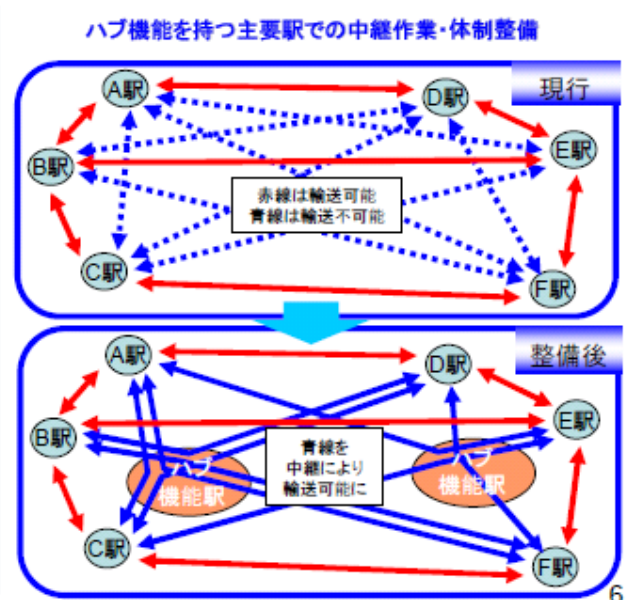 ハブ機能を持つ主要駅での中継作業・体制整備
現行
A駅
D駅
B駅
E駅
赤線は輸送可能
青線は輸送不可能
C駅
F駅
整備後
A駅
D駅
B駅
E駅
青線を
中継により
輸送可能に
ハブ
機能駅
ハブ
機能駅
C駅
F駅
6